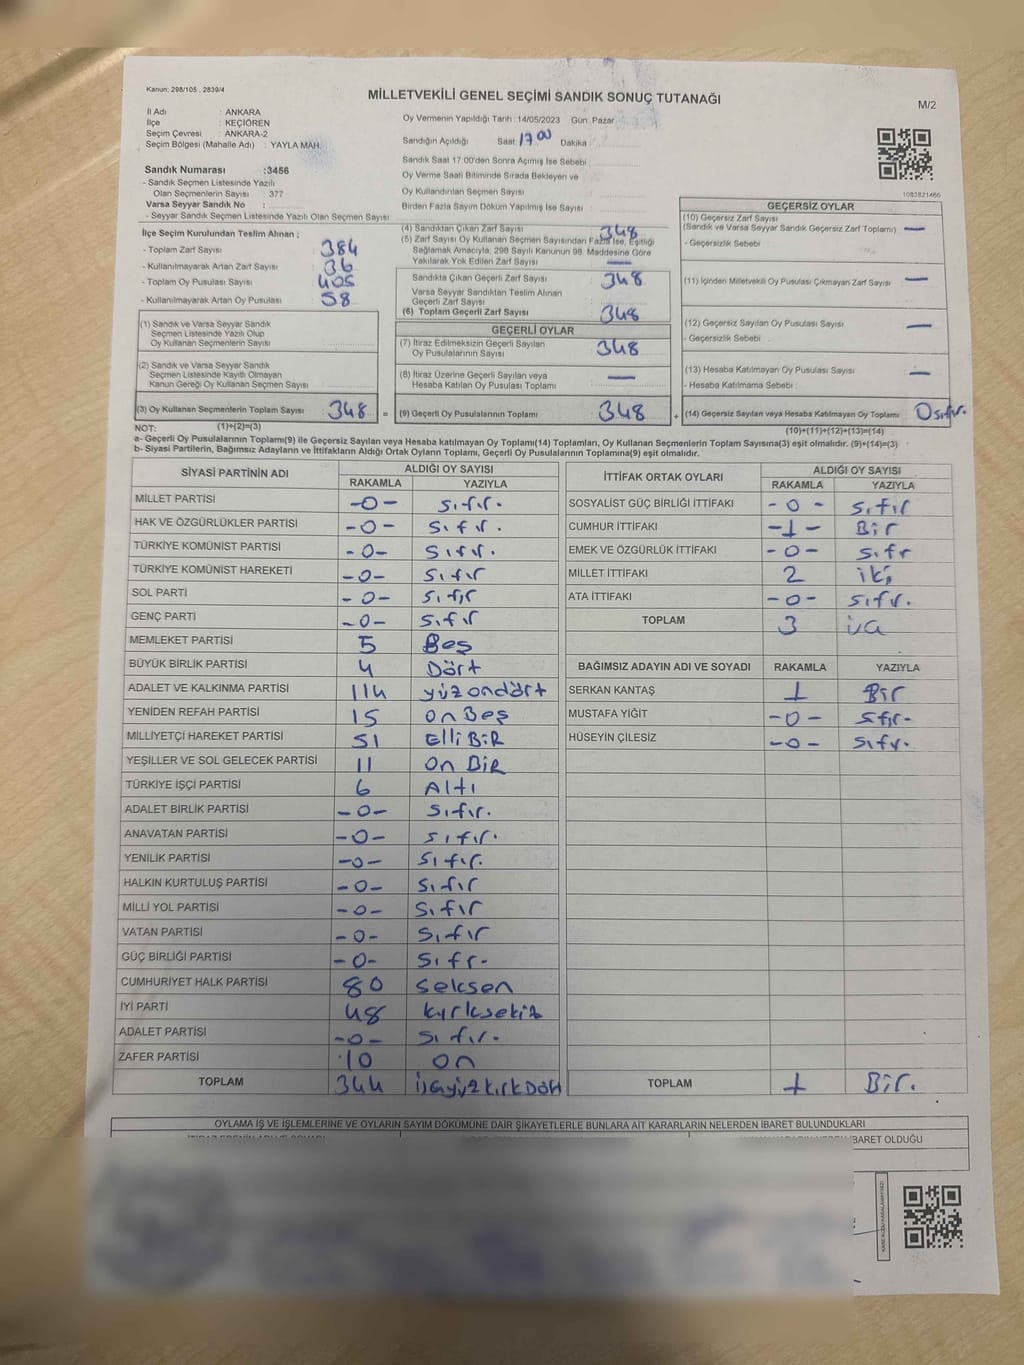 Kanun: 298/105 . 2839/4
MİLLETVEKİLİ GENEL SEÇİMİ SANDIK SONUÇ TUTANAĞI
M/2
İl Adı : ANKARA
İlçe : KEÇİÖREN
Seçim Çevresi : ANKARA-2
Seçim Bölgesi (Mahalle Adı) : YAYLA MAH.
Oy Vermenin Yapıldığı Tarih : 14/05/2023 Gün : Pazar
Sandığın Açıldığı Saat: 17 00 Dakika :
Sandık Saat 17:00'den Sonra Açımış İse Sebebi :
Oy Verme Saati Bitiminde Sırada Bekleyen ve
Oy Kullandırılan Seçmen Sayısı
Birden Fazla Sayım Döküm Yapılmış İse Sayısı :
1083821466
Sandık Numarası :3456
- Sandık Seçmen Listesinde Yazılı
Olan Seçmenlerin Sayısı : 377
Varsa Seyyar Sandık No :
- Seyyar Sandık Seçmen Listesinde Yazılı Olan Seçmen Sayısı
İlçe Seçim Kurulundan Teslim Alınan ;
- Toplam Zarf Sayısı : 384
- Kullanılmayarak Artan Zarf Sayısı : 36
- Toplam Oy Pusulası Sayısı : 405
- Kullanılmayarak Artan Oy Pusulası : 58
(1) Sandık ve Varsa Seyyar Sandık
Seçmen Listesinde Yazılı Olup
Oy Kullanan Seçmenlerin Sayısı
(2) Sandık ve Varsa Seyyar Sandık
Seçmen Listesinde Kayıtlı Olmayan
Kanun Gereği Oy Kullanan Seçmen Sayısı
(3) Oy Kullanan Seçmenlerin Toplam Sayısı 348 =
(1)+(2)=(3)
(4) Sandıktan Çıkan Zarf Sayısı 348
(5) Zarf Sayısı Oy Kullanan Seçmen Sayısından Fazla İse, Eşitliği
Sağlamak Amacıyla, 298 Sayılı Kanunun 98. Maddesine Göre
Yakılarak Yok Edilen Zarf Sayısı —
Sandıkta Çıkan Geçerli Zarf Sayısı 348
Varsa Seyyar Sandıktan Teslim Alınan
Geçerli Zarf Sayısı
(6) Toplam Geçerli Zarf Sayısı 348
GEÇERLİ OYLAR
(7) İtiraz Edilmeksizin Geçerli Sayılan
Oy Pusulalarının Sayısı 348
(8) İtiraz Üzerine Geçerli Sayılan veya
Hesaba Katılan Oy Pusulası Toplamı —
(9) Geçerli Oy Pusulalarının Toplamı 348 +
GEÇERSİZ OYLAR
(10) Geçersiz Zarf Sayısı
(Sandık ve Varsa Seyyar Sandık Geçersiz Zarf Toplamı) —
- Geçersizlik Sebebi :
(11) İçinden Milletvekili Oy Pusulası Çıkmayan Zarf Sayısı —
(12) Geçersiz Sayılan Oy Pusulası Sayısı —
- Geçersizlik Sebebi :
(13) Hesaba Katılmayan Oy Pusulası Sayısı —
- Hesaba Katılmama Sebebi :
(14) Geçersiz Sayılan veya Hesaba Katılmayan Oy Toplamı 0 sıfır.
(10)+(11)+(12)+(13)=(14)
NOT:
a- Geçerli Oy Pusulalarının Toplamı(9) ile Geçersiz Sayılan veya Hesaba katılmayan Oy Toplamı(14) Toplamları, Oy Kullanan Seçmenlerin Toplam Sayısına(3) eşit olmalıdır. (9)+(14)=(3)
b- Siyasi Partilerin, Bağımsız Adayların ve İttifakların Aldığı Ortak Oyların Toplamı, Geçerli Oy Pusulalarının Toplamına(9) eşit olmalıdır.
SİYASİ PARTİNİN ADI ALDIĞI OY SAYISI
RAKAMLA YAZIYLA
MİLLET PARTİSİ -0- sıfır.
HAK VE ÖZGÜRLÜKLER PARTİSİ -0- sıfır.
TÜRKİYE KOMÜNİST PARTİSİ -0- sıfır.
TÜRKİYE KOMÜNİST HAREKETİ -0- sıfır
SOL PARTİ -0- sıfır
GENÇ PARTİ -0- sıfır
MEMLEKET PARTİSİ 5 Beş
BÜYÜK BİRLİK PARTİSİ 4 Dört
ADALET VE KALKINMA PARTİSİ 114 yüzondört
YENİDEN REFAH PARTİSİ 15 onBeş
MİLLİYETÇİ HAREKET PARTİSİ 51 ElliBiR
YEŞİLLER VE SOL GELECEK PARTİSİ 11 on BiR
TÜRKİYE İŞÇİ PARTİSİ 6 Altı
ADALET BİRLİK PARTİSİ -0- sıfır.
ANAVATAN PARTİSİ -0- sıfır.
YENİLİK PARTİSİ -0- sıfır.
HALKIN KURTULUŞ PARTİSİ -0- sıfır
MİLLİ YOL PARTİSİ -0- sıfır
VATAN PARTİSİ -0- sıfır
GÜÇ BİRLİĞİ PARTİSİ -0- sıfr.
CUMHURİYET HALK PARTİSİ 80 seksen
İYİ PARTİ 48 kırksekiz
ADALET PARTİSİ -0- sıfır.
ZAFER PARTİSİ 10 on
TOPLAM 344 üçyüzkırkDört
İTTİFAK ORTAK OYLARI ALDIĞI OY SAYISI
RAKAMLA YAZIYLA
SOSYALİST GÜÇ BİRLİĞİ İTTİFAKI -0- sıfır
CUMHUR İTTİFAKI -1- Bir
EMEK VE ÖZGÜRLÜK İTTİFAKI -0- sıfr
MİLLET İTTİFAKI 2 iki
ATA İTTİFAKI -0- sıfır.
TOPLAM 3 üç
BAĞIMSIZ ADAYIN ADI VE SOYADI RAKAMLA YAZIYLA
SERKAN KANTAŞ 1 Bir
MUSTAFA YİĞİT -0- sfır.
HÜSEYİN ÇİLESİZ -0- sıfır.
TOPLAM 1 Bir.
OYLAMA İŞ VE İŞLEMLERİNE VE OYLARIN SAYIM DÖKÜMÜNE DAİR ŞİKAYETLERLE BUNLARA AİT KARARLARIN NELERDEN İBARET BULUNDUKLARI
İBARET OLDUĞU